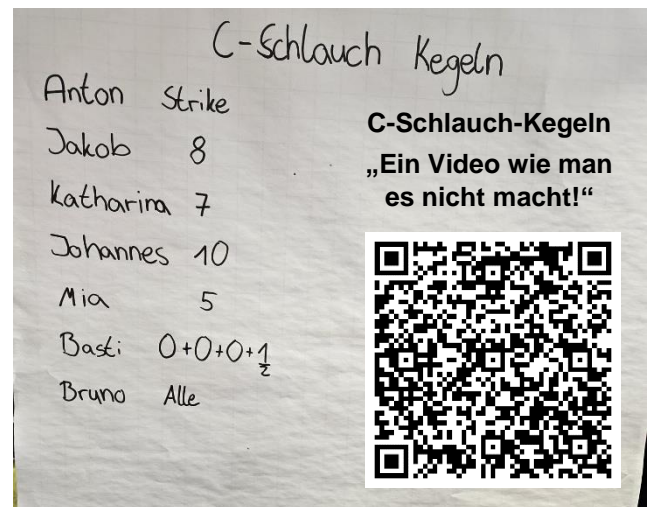 C-Schlauch Kegeln
Anton Strike
Jakob 8
Katharina 7
Johannes 10
Mia 5
Basti 0+0+0+1/2
Bruno Alle
C-Schlauch-Kegeln
„Ein Video wie man
es nicht macht!“